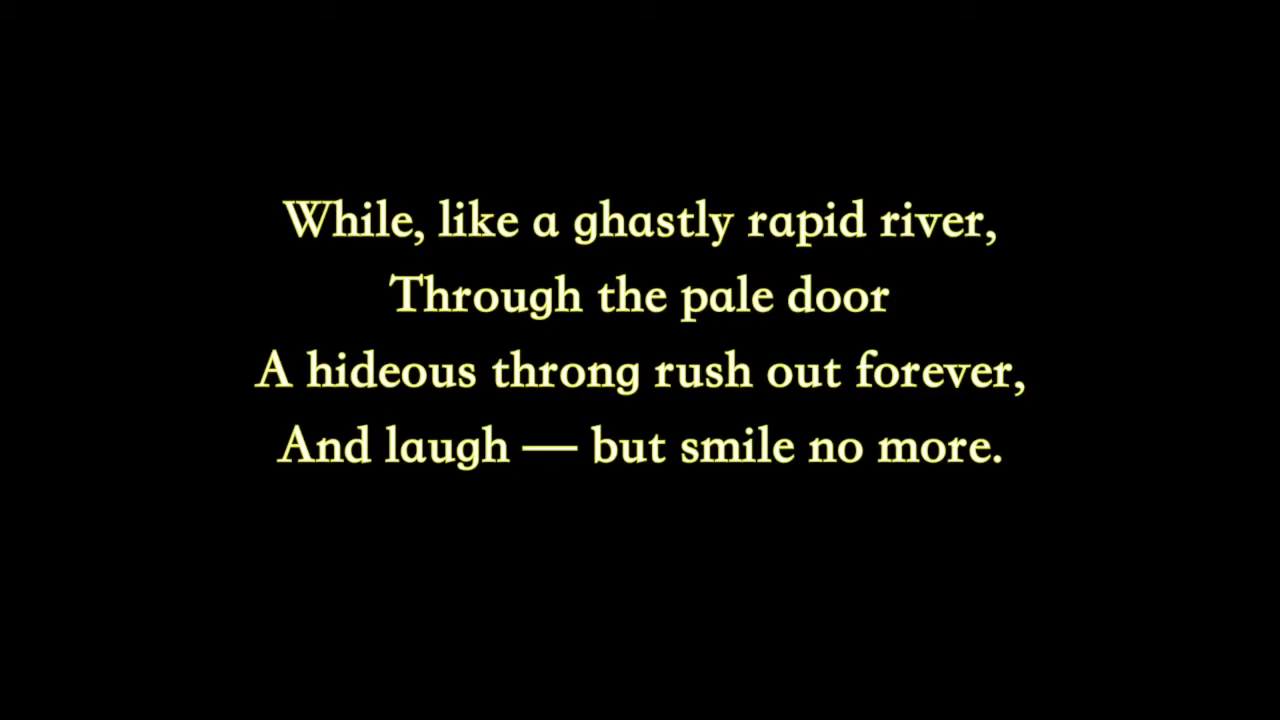 While, like a ghastly rapid river,
Through the pale door
A hideous throng rush out forever,
And laugh — but smile no more.